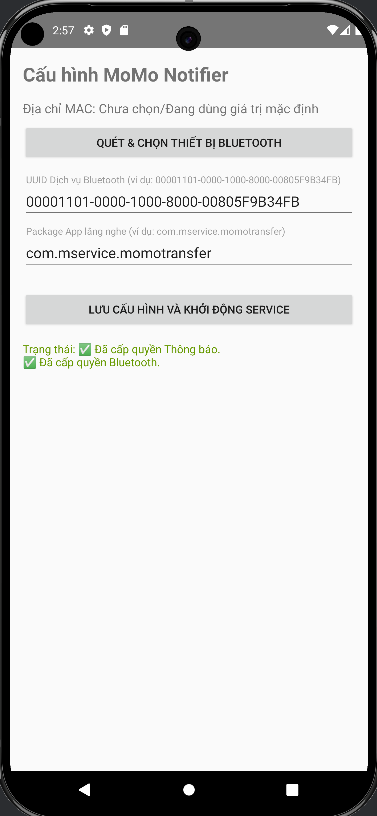 2:57
Cấu hình MoMo Notifier
Địa chỉ MAC: Chưa chọn/Đang dùng giá trị mặc định
QUÉT & CHỌN THIẾT BỊ BLUETOOTH
UUID Dịch vụ Bluetooth (ví dụ: 00001101-0000-1000-8000-00805F9B34FB)
00001101-0000-1000-8000-00805F9B34FB
Package App lắng nghe (ví dụ: com.mservice.momotransfer)
com.mservice.momotransfer
LƯU CẤU HÌNH VÀ KHỞI ĐỘNG SERVICE
Trạng thái: ✅ Đã cấp quyền Thông báo.
✅ Đã cấp quyền Bluetooth.